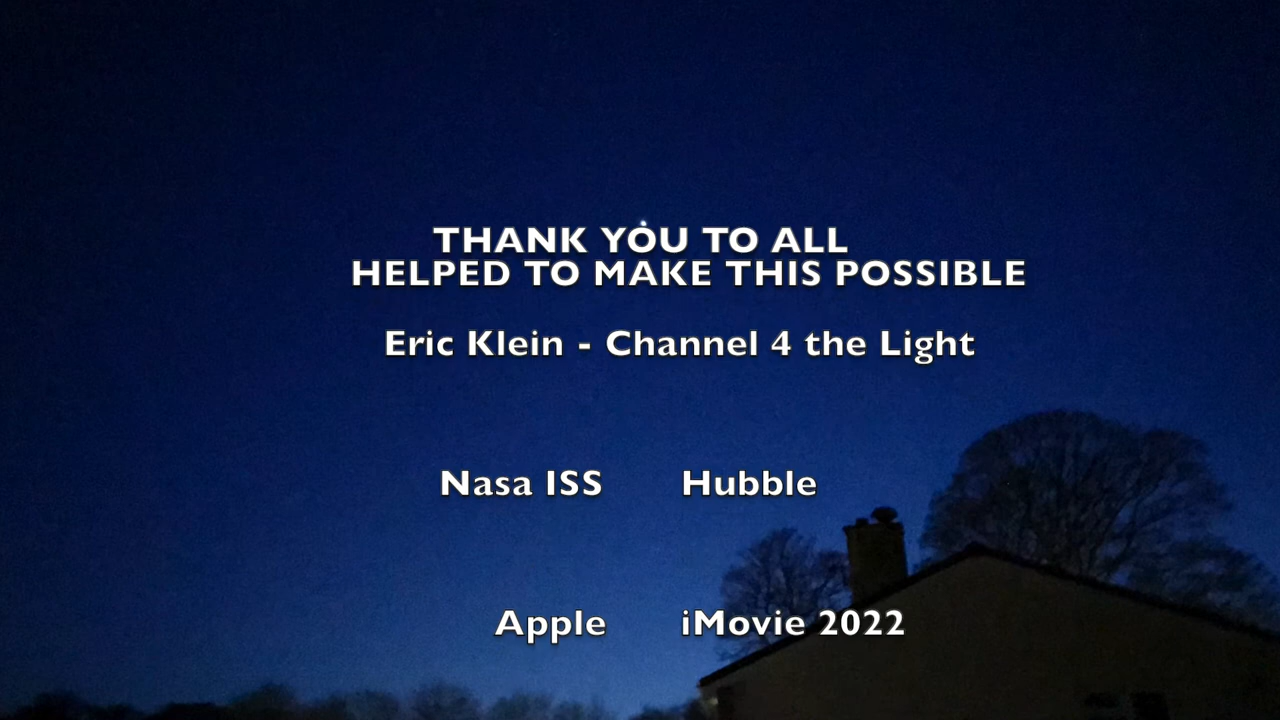 THANK YOU TO ALL
HELPED TO MAKE THIS POSSIBLE
Eric Klein - Channel 4 the Light
Nasa ISS Hubble
Apple iMovie 2022